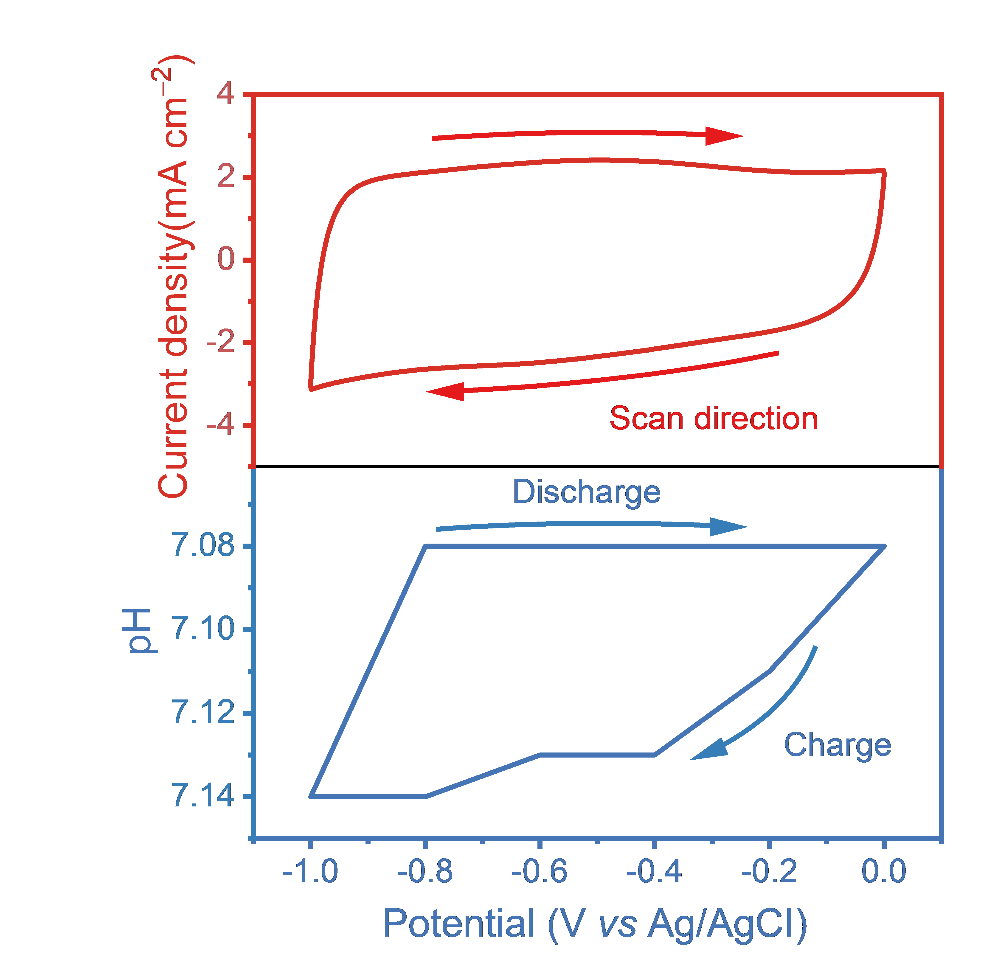 Current density(mA cm⁻²)
4
2
0
-2
-4
Scan direction
Discharge
pH
7.08
7.10
7.12
7.14
Charge
-1.0 -0.8 -0.6 -0.4 -0.2 0.0
Potential (V vs Ag/AgCl)